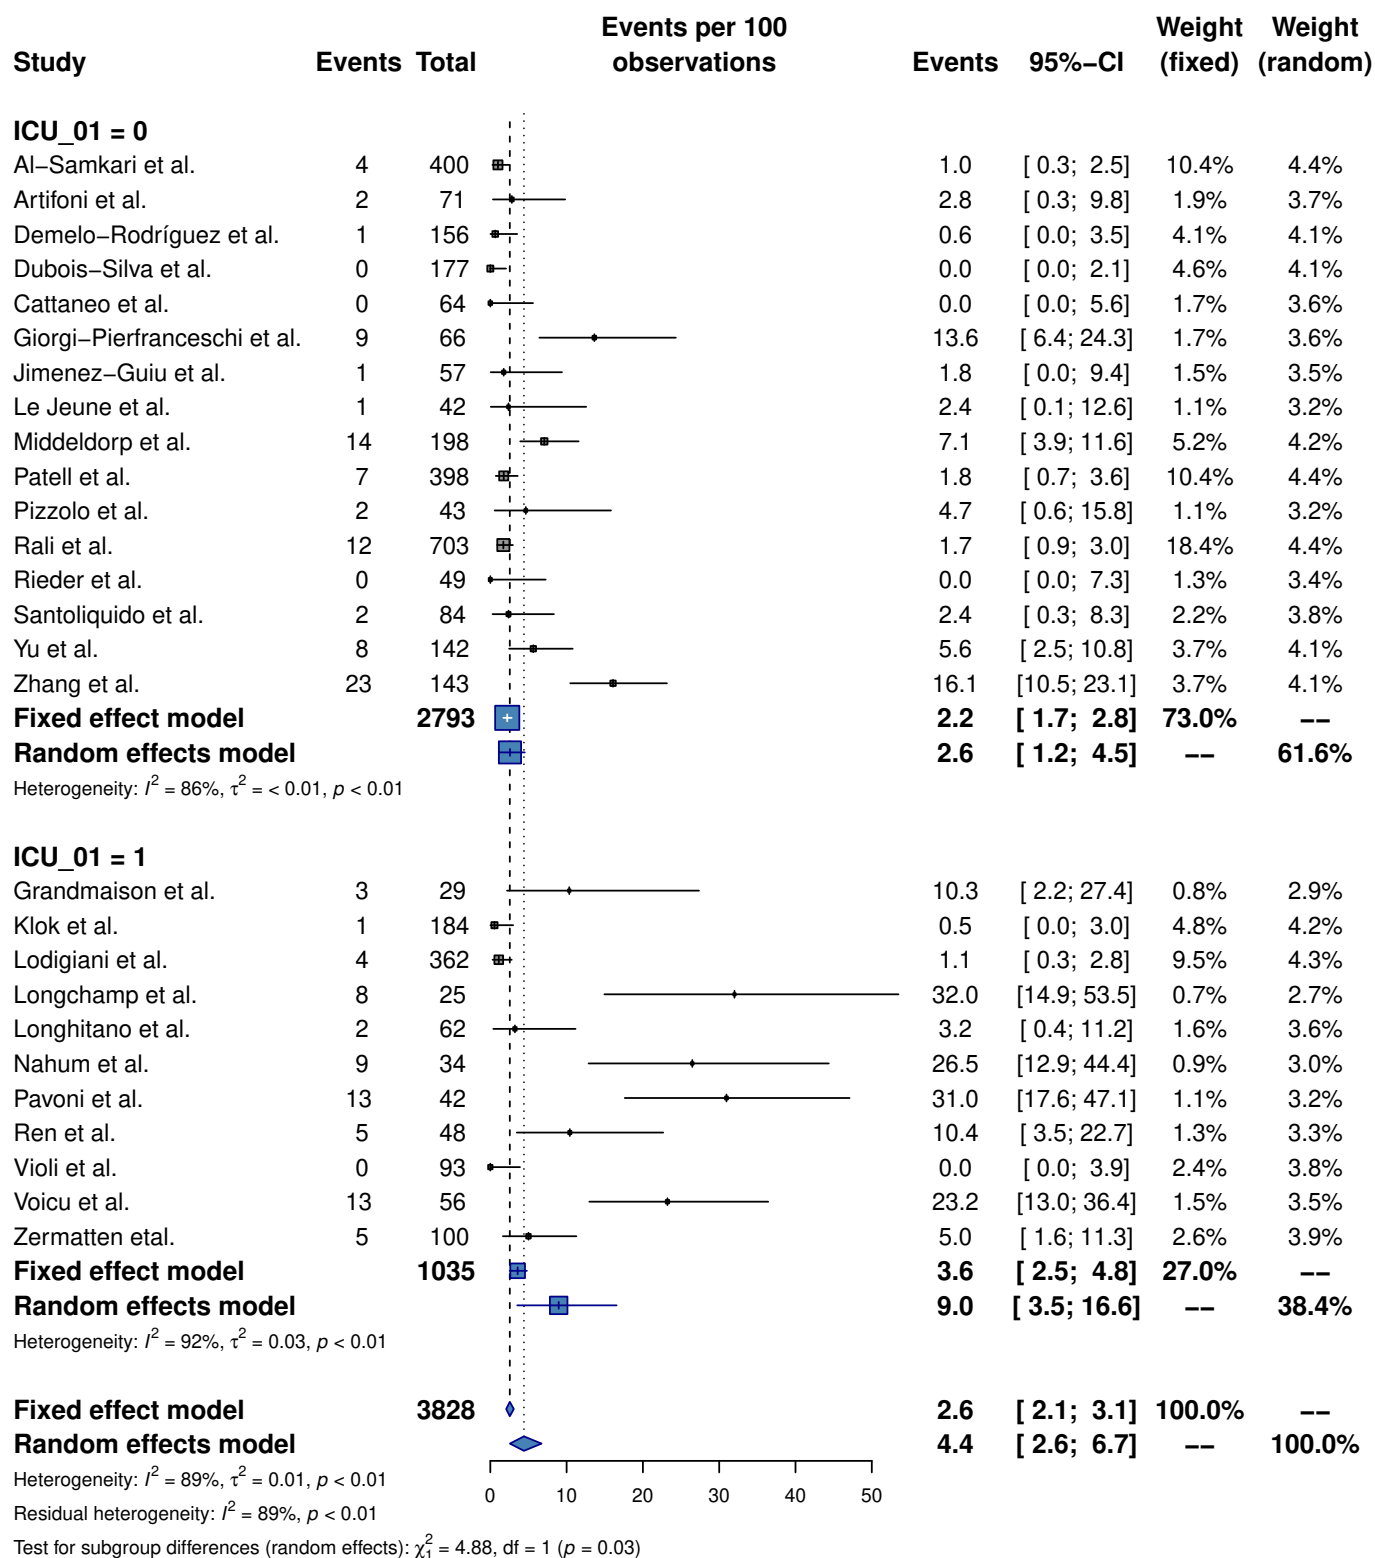 Events per 100 Weight Weight
Study Events Total observations Events 95%−CI (fixed) (random)
ICU_01 = 0
Al−Samkari et al. 4 400 1.0 [ 0.3; 2.5] 10.4% 4.4%
Artifoni et al. 2 71 2.8 [ 0.3; 9.8] 1.9% 3.7%
Demelo−Rodríguez et al. 1 156 0.6 [ 0.0; 3.5] 4.1% 4.1%
Dubois−Silva et al. 0 177 0.0 [ 0.0; 2.1] 4.6% 4.1%
Cattaneo et al. 0 64 0.0 [ 0.0; 5.6] 1.7% 3.6%
Giorgi−Pierfranceschi et al. 9 66 13.6 [ 6.4; 24.3] 1.7% 3.6%
Jimenez−Guiu et al. 1 57 1.8 [ 0.0; 9.4] 1.5% 3.5%
Le Jeune et al. 1 42 2.4 [ 0.1; 12.6] 1.1% 3.2%
Middeldorp et al. 14 198 7.1 [ 3.9; 11.6] 5.2% 4.2%
Patell et al. 7 398 1.8 [ 0.7; 3.6] 10.4% 4.4%
Pizzolo et al. 2 43 4.7 [ 0.6; 15.8] 1.1% 3.2%
Rali et al. 12 703 1.7 [ 0.9; 3.0] 18.4% 4.4%
Rieder et al. 0 49 0.0 [ 0.0; 7.3] 1.3% 3.4%
Santoliquido et al. 2 84 2.4 [ 0.3; 8.3] 2.2% 3.8%
Yu et al. 8 142 5.6 [ 2.5; 10.8] 3.7% 4.1%
Zhang et al. 23 143 16.1 [10.5; 23.1] 3.7% 4.1%
Fixed effect model 2793 2.2 [ 1.7; 2.8] 73.0% −−
Random effects model 2.6 [ 1.2; 4.5] −− 61.6%
Heterogeneity: I² = 86%, τ² = < 0.01, p < 0.01
ICU_01 = 1
Grandmaison et al. 3 29 10.3 [ 2.2; 27.4] 0.8% 2.9%
Klok et al. 1 184 0.5 [ 0.0; 3.0] 4.8% 4.2%
Lodigiani et al. 4 362 1.1 [ 0.3; 2.8] 9.5% 4.3%
Longchamp et al. 8 25 32.0 [14.9; 53.5] 0.7% 2.7%
Longhitano et al. 2 62 3.2 [ 0.4; 11.2] 1.6% 3.6%
Nahum et al. 9 34 26.5 [12.9; 44.4] 0.9% 3.0%
Pavoni et al. 13 42 31.0 [17.6; 47.1] 1.1% 3.2%
Ren et al. 5 48 10.4 [ 3.5; 22.7] 1.3% 3.3%
Violi et al. 0 93 0.0 [ 0.0; 3.9] 2.4% 3.8%
Voicu et al. 13 56 23.2 [13.0; 36.4] 1.5% 3.5%
Zermatten etal. 5 100 5.0 [ 1.6; 11.3] 2.6% 3.9%
Fixed effect model 1035 3.6 [ 2.5; 4.8] 27.0% −−
Random effects model 9.0 [ 3.5; 16.6] −− 38.4%
Heterogeneity: I² = 92%, τ² = 0.03, p < 0.01
Fixed effect model 3828 2.6 [ 2.1; 3.1] 100.0% −−
Random effects model 4.4 [ 2.6; 6.7] −− 100.0%
Heterogeneity: I² = 89%, τ² = 0.01, p < 0.01
0 10 20 30 40 50
Residual heterogeneity: I² = 89%, p < 0.01
Test for subgroup differences (random effects): χ₁² = 4.88, df = 1 (p = 0.03)